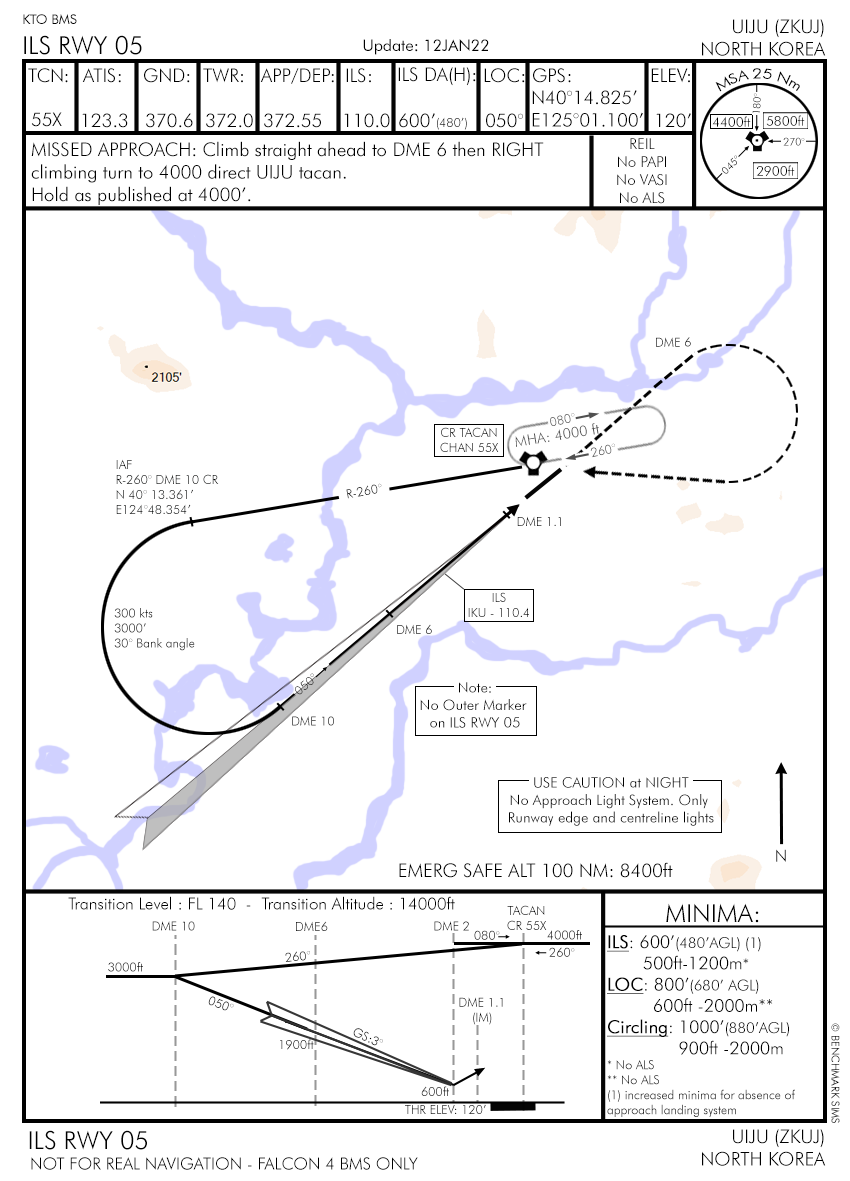 KTO BMS
ILS RWY 05
Update: 12JAN22
UIJU (ZKUJ)
NORTH KOREA
TCN:
55X
ATIS:
123.3
GND:
370.6
TWR:
372.0
APP/DEP:
372.55
ILS:
110.0
ILS DA(H):
600'(480')
LOC:
050°
GPS:
N40°14.825'
E125°01.100'
ELEV:
120'
MSA 25 Nm
080°
4400ft
5800ft
270°
045°
2900ft
MISSED APPROACH: Climb straight ahead to DME 6 then RIGHT
climbing turn to 4000 direct UIJU tacan.
Hold as published at 4000'.
REIL
No PAPI
No VASI
No ALS
DME 6
2105'
080°
MHA: 4000 ft
260°
CR TACAN
CHAN 55X
IAF
R-260° DME 10 CR
N 40° 13.361'
E124°48.354'
R-260°
DME 1.1
ILS
IKU - 110.4
300 kts
3000'
30° Bank angle
DME 6
050°
DME 10
Note:
No Outer Marker
on ILS RWY 05
USE CAUTION at NIGHT
No Approach Light System. Only
Runway edge and centreline lights
N
EMERG SAFE ALT 100 NM: 8400ft
Transition Level : FL 140 - Transition Altitude : 14000ft
DME 10
DME6
DME 2
TACAN
CR 55X
080°
4000ft
260°
260°
3000ft
050°
DME 1.1
(IM)
GS:3°
1900ft
600ft
THR ELEV: 120'
MINIMA:
ILS: 600'(480'AGL) (1)
500ft-1200m*
LOC: 800'(680' AGL)
600ft -2000m**
Circling: 1000'(880'AGL)
900ft -2000m
* No ALS
** No ALS
(1) increased minima for absence of
approach landing system
© BENCHMARK SIMS
ILS RWY 05
NOT FOR REAL NAVIGATION - FALCON 4 BMS ONLY
UIJU (ZKUJ)
NORTH KOREA